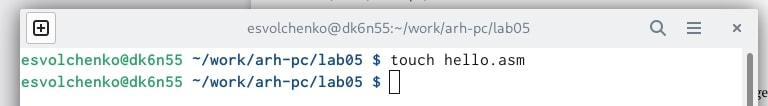 esvolchenko@dk6n55:~/work/arh-pc/lab05
esvolchenko@dk6n55 ~/work/arh-pc/lab05 $ touch hello.asm
esvolchenko@dk6n55 ~/work/arh-pc/lab05 $
ge